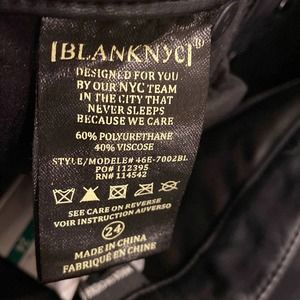 [BLANKNYC]®
DESIGNED FOR YOU
BY OUR NYC TEAM
IN THE CITY THAT
NEVER SLEEPS
BECAUSE WE CARE
60% POLYURETHANE
40% VISCOSE
STYLE/MODELE# 46E-7002BL
PO# 112395
RN# 114542
SEE CARE ON REVERSE
VOIR INSTRUCTION AUVERSO
24
MADE IN CHINA
FABRIQUÉ EN CHINE